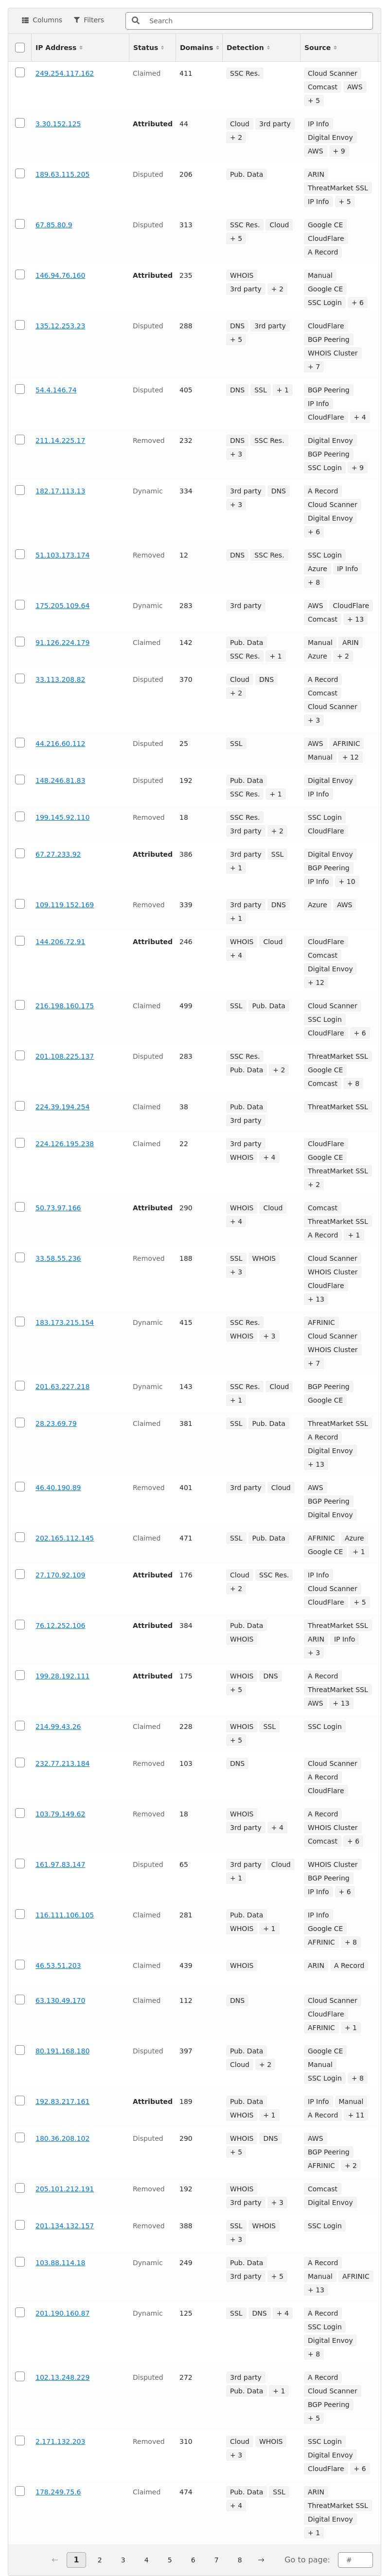 Columns Filters Search
IP Address Status Domains Detection Source
249.254.117.162 Claimed 411 SSC Res. Cloud Scanner
Comcast AWS
+ 5
3.30.152.125 Attributed 44 Cloud 3rd party IP Info
+ 2 Digital Envoy
AWS + 9
189.63.115.205 Disputed 206 Pub. Data ARIN
ThreatMarket SSL
IP Info + 5
67.85.80.9 Disputed 313 SSC Res. Cloud Google CE
+ 5 CloudFlare
A Record
146.94.76.160 Attributed 235 WHOIS Manual
3rd party + 2 Google CE
SSC Login + 6
135.12.253.23 Disputed 288 DNS 3rd party CloudFlare
+ 5 BGP Peering
WHOIS Cluster
+ 7
54.4.146.74 Disputed 405 DNS SSL + 1 BGP Peering
IP Info
CloudFlare + 4
211.14.225.17 Removed 232 DNS SSC Res. Digital Envoy
+ 3 BGP Peering
SSC Login + 9
182.17.113.13 Dynamic 334 3rd party DNS A Record
+ 3 Cloud Scanner
Digital Envoy
+ 6
51.103.173.174 Removed 12 DNS SSC Res. SSC Login
Azure IP Info
+ 8
175.205.109.64 Dynamic 283 3rd party AWS CloudFlare
Comcast + 13
91.126.224.179 Claimed 142 Pub. Data Manual ARIN
SSC Res. + 1 Azure + 2
33.113.208.82 Disputed 370 Cloud DNS A Record
+ 2 Comcast
Cloud Scanner
+ 3
44.216.60.112 Disputed 25 SSL AWS AFRINIC
Manual + 12
148.246.81.83 Disputed 192 Pub. Data Digital Envoy
SSC Res. + 1 IP Info
199.145.92.110 Removed 18 SSC Res. SSC Login
3rd party + 2 CloudFlare
67.27.233.92 Attributed 386 3rd party SSL Digital Envoy
+ 1 BGP Peering
IP Info + 10
109.119.152.169 Removed 339 3rd party DNS Azure AWS
+ 1
144.206.72.91 Attributed 246 WHOIS Cloud CloudFlare
+ 4 Comcast
Digital Envoy
+ 12
216.198.160.175 Claimed 499 SSL Pub. Data Cloud Scanner
SSC Login
CloudFlare + 6
201.108.225.137 Disputed 283 SSC Res. ThreatMarket SSL
Pub. Data + 2 Google CE
Comcast + 8
224.39.194.254 Claimed 38 Pub. Data ThreatMarket SSL
3rd party
224.126.195.238 Claimed 22 3rd party CloudFlare
WHOIS + 4 Google CE
ThreatMarket SSL
+ 2
50.73.97.166 Attributed 290 WHOIS Cloud Comcast
+ 4 ThreatMarket SSL
A Record + 1
33.58.55.236 Removed 188 SSL WHOIS Cloud Scanner
+ 3 WHOIS Cluster
CloudFlare
+ 13
183.173.215.154 Dynamic 415 SSC Res. AFRINIC
WHOIS + 3 Cloud Scanner
WHOIS Cluster
+ 7
201.63.227.218 Dynamic 143 SSC Res. Cloud BGP Peering
+ 1 Google CE
28.23.69.79 Claimed 381 SSL Pub. Data ThreatMarket SSL
A Record
Digital Envoy
+ 13
46.40.190.89 Removed 401 3rd party Cloud AWS
BGP Peering
Digital Envoy
202.165.112.145 Claimed 471 SSL Pub. Data AFRINIC Azure
Google CE + 1
27.170.92.109 Attributed 176 Cloud SSC Res. IP Info
+ 2 Cloud Scanner
CloudFlare + 5
76.12.252.106 Attributed 384 Pub. Data ThreatMarket SSL
WHOIS ARIN IP Info
+ 3
199.28.192.111 Attributed 175 WHOIS DNS A Record
+ 5 ThreatMarket SSL
AWS + 13
214.99.43.26 Claimed 228 WHOIS SSL SSC Login
+ 5
232.77.213.184 Removed 103 DNS Cloud Scanner
A Record
CloudFlare
103.79.149.62 Removed 18 WHOIS A Record
3rd party + 4 WHOIS Cluster
Comcast + 6
161.97.83.147 Disputed 65 3rd party Cloud WHOIS Cluster
+ 1 BGP Peering
IP Info + 6
116.111.106.105 Claimed 281 Pub. Data IP Info
WHOIS + 1 Google CE
AFRINIC + 8
46.53.51.203 Claimed 439 WHOIS ARIN A Record
63.130.49.170 Claimed 112 DNS Cloud Scanner
CloudFlare
AFRINIC + 1
80.191.168.180 Disputed 397 Pub. Data Google CE
Cloud + 2 Manual
SSC Login + 8
192.83.217.161 Attributed 189 Pub. Data IP Info Manual
WHOIS + 1 A Record + 11
180.36.208.102 Disputed 290 WHOIS DNS AWS
+ 5 BGP Peering
AFRINIC + 2
205.101.212.191 Removed 192 WHOIS Comcast
3rd party + 3 Digital Envoy
201.134.132.157 Removed 388 SSL WHOIS SSC Login
+ 3
103.88.114.18 Dynamic 249 Pub. Data A Record
3rd party + 5 Manual AFRINIC
+ 13
201.190.160.87 Dynamic 125 SSL DNS + 4 A Record
SSC Login
Digital Envoy
+ 8
102.13.248.229 Disputed 272 3rd party A Record
Pub. Data + 1 Cloud Scanner
BGP Peering
+ 5
2.171.132.203 Removed 310 Cloud WHOIS SSC Login
+ 3 Digital Envoy
CloudFlare + 6
178.249.75.6 Claimed 474 Pub. Data SSL ARIN
+ 4 ThreatMarket SSL
Digital Envoy
+ 1
← 1 2 3 4 5 6 7 8 → Go to page: #